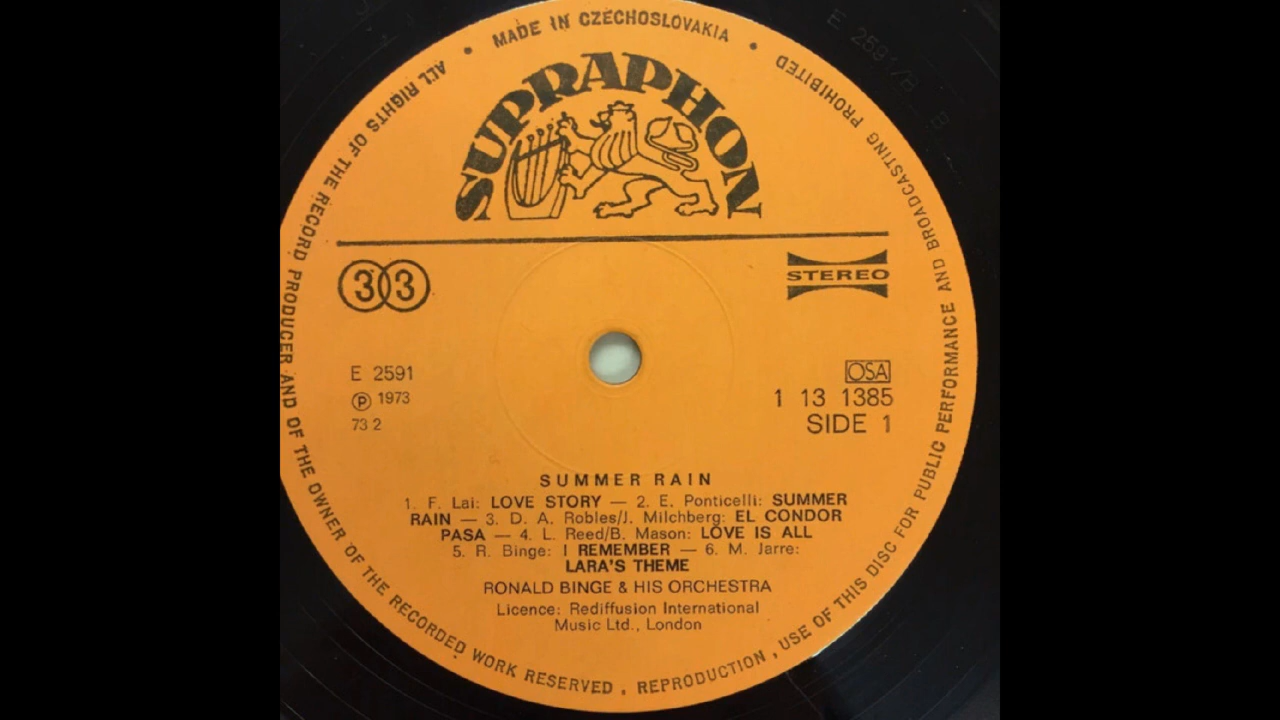 MADE IN CZECHOSLOVAKIA
ALL RIGHTS OF THE RECORD PRODUCER AND OF THE OWNER OF THE RECORDED WORK RESERVED . REPRODUCTION , USE OF THIS DISC FOR PUBLIC PERFORMANCE AND BROADCASTING PROHIBITED
SUPRAPHON
33
STEREO
E 2591
Ⓟ 1973
73 2
OSA
1 13 1385
SIDE 1
SUMMER RAIN
1. F. Lai: LOVE STORY — 2. E. Ponticelli: SUMMER
RAIN — 3. D. A. Robles/J. Milchberg: EL CONDOR
PASA — 4. L. Reed/B. Mason: LOVE IS ALL
5. R. Binge: I REMEMBER — 6. M. Jarre:
LARA'S THEME
RONALD BINGE & HIS ORCHESTRA
Licence: Rediffusion International
Music Ltd., London